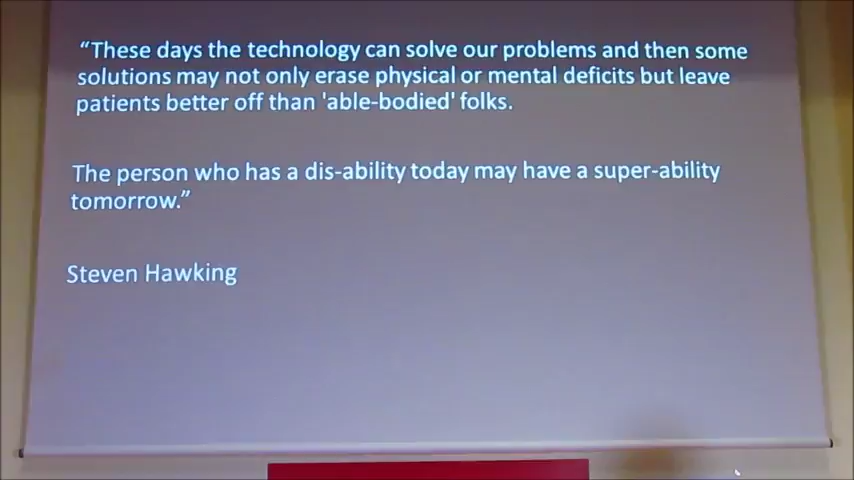 “These days the technology can solve our problems and then some
solutions may not only erase physical or mental deficits but leave
patients better off than 'able-bodied' folks.
The person who has a dis-ability today may have a super-ability
tomorrow.”
Steven Hawking